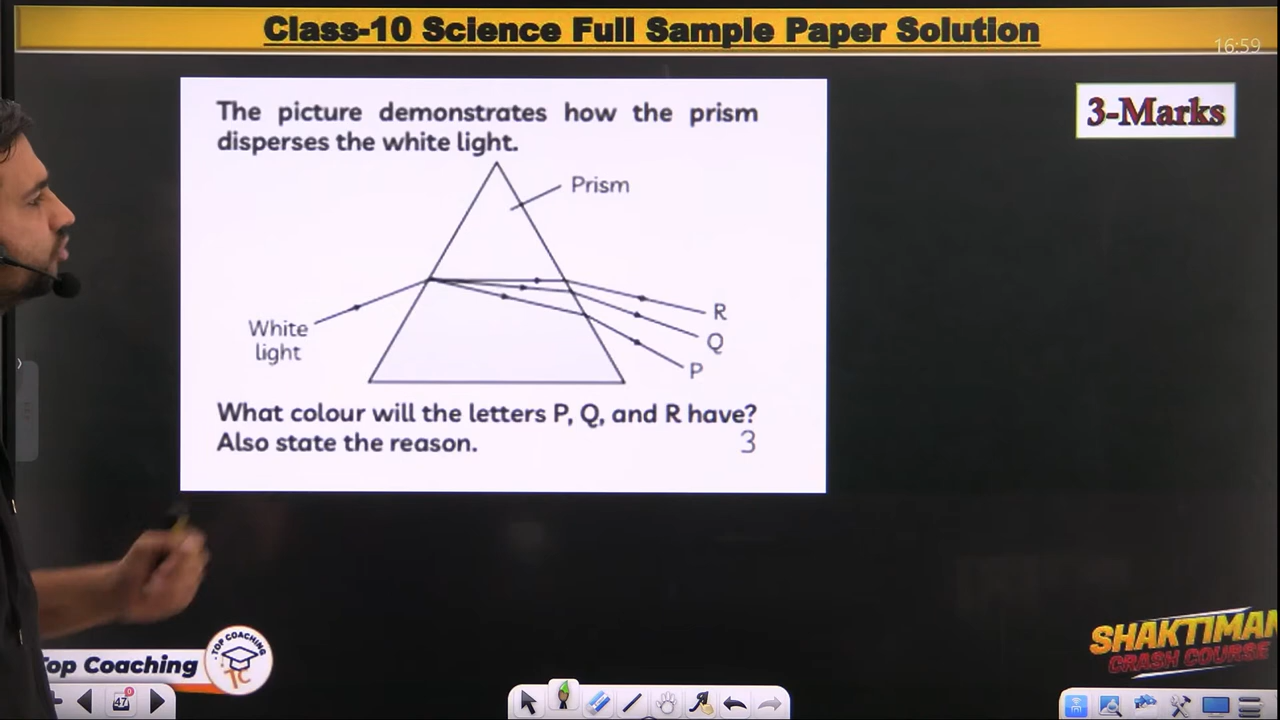 Class-10 Science Full Sample Paper Solution
16:59
3-Marks
The picture demonstrates how the prism
disperses the white light.
Prism
White
light
R
Q
P
What colour will the letters P, Q, and R have?
Also state the reason.
3
Top Coaching
TOP COACHING
TC
SHAKTIMAN
CRASH COURSE
47
0